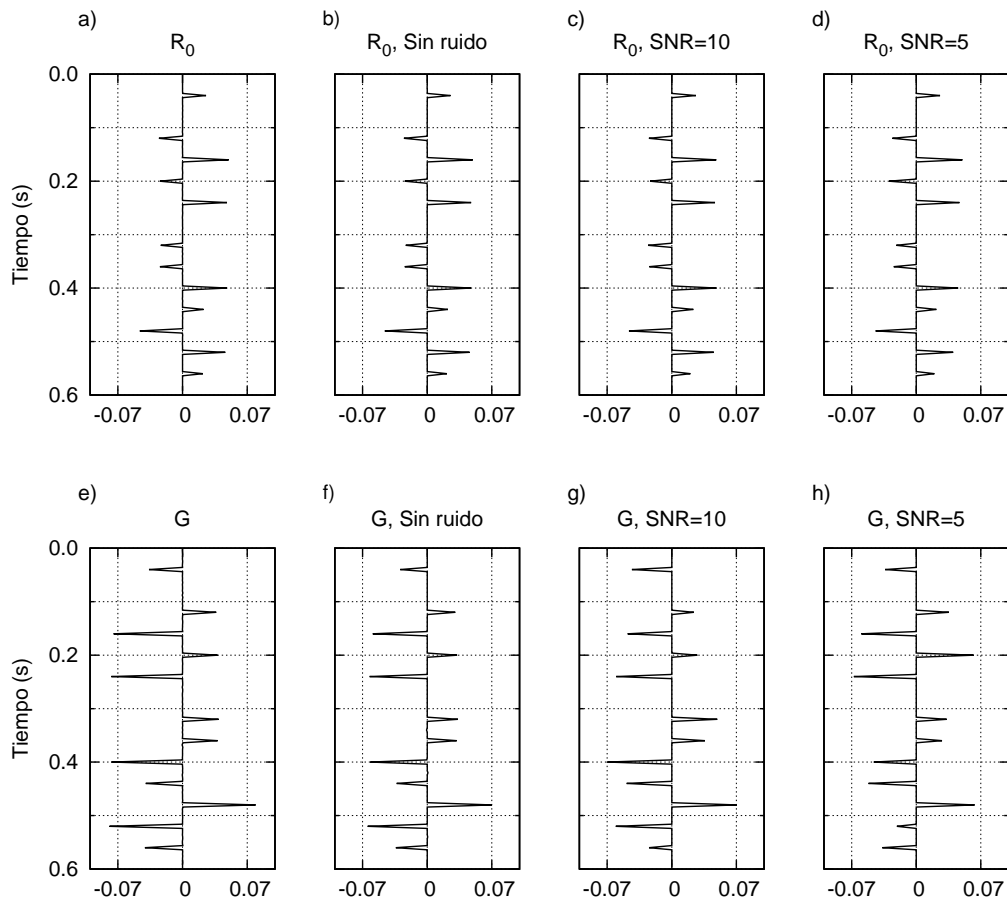 a) b) c) d)
R0 R0, Sin ruido R0, SNR=10 R0, SNR=5
0.0
0.2
0.4
0.6
Tiempo (s)
-0.07 0 0.07 -0.07 0 0.07 -0.07 0 0.07 -0.07 0 0.07
e) f) g) h)
G G, Sin ruido G, SNR=10 G, SNR=5
0.0
0.2
0.4
0.6
Tiempo (s)
-0.07 0 0.07 -0.07 0 0.07 -0.07 0 0.07 -0.07 0 0.07